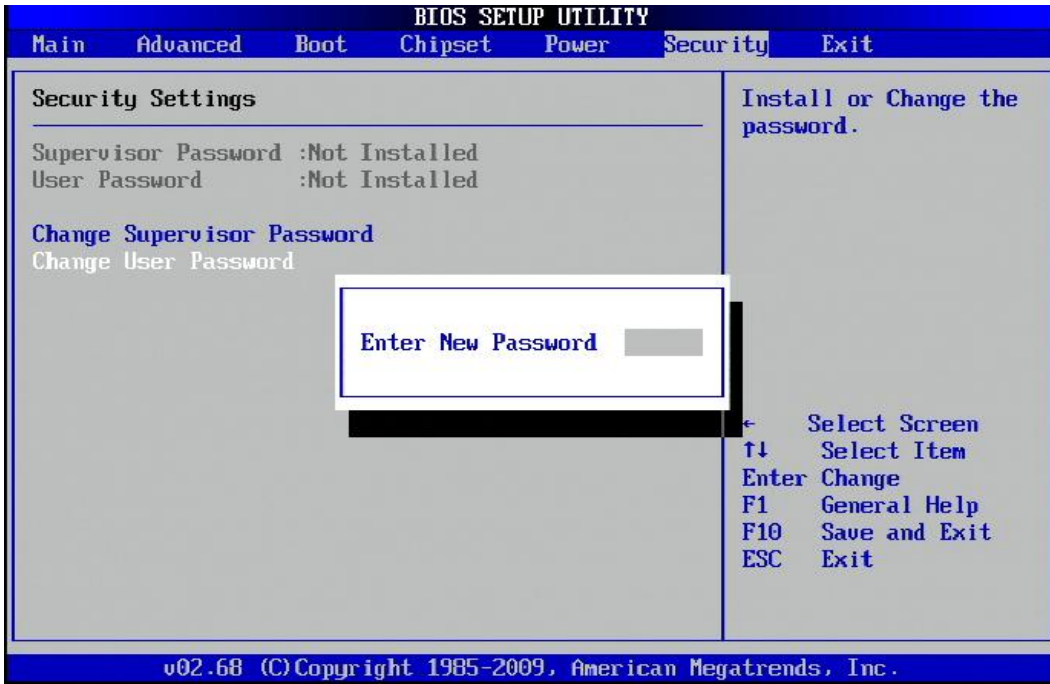 BIOS SETUP UTILITY
Main Advanced Boot Chipset Power Security Exit
Security Settings
Supervisor Password :Not Installed
User Password :Not Installed
Change Supervisor Password
Change User Password
Enter New Password
Install or Change the
password.
← Select Screen
↑↓ Select Item
Enter Change
F1 General Help
F10 Save and Exit
ESC Exit
v02.68 (C)Copyright 1985-2009, American Megatrends, Inc.